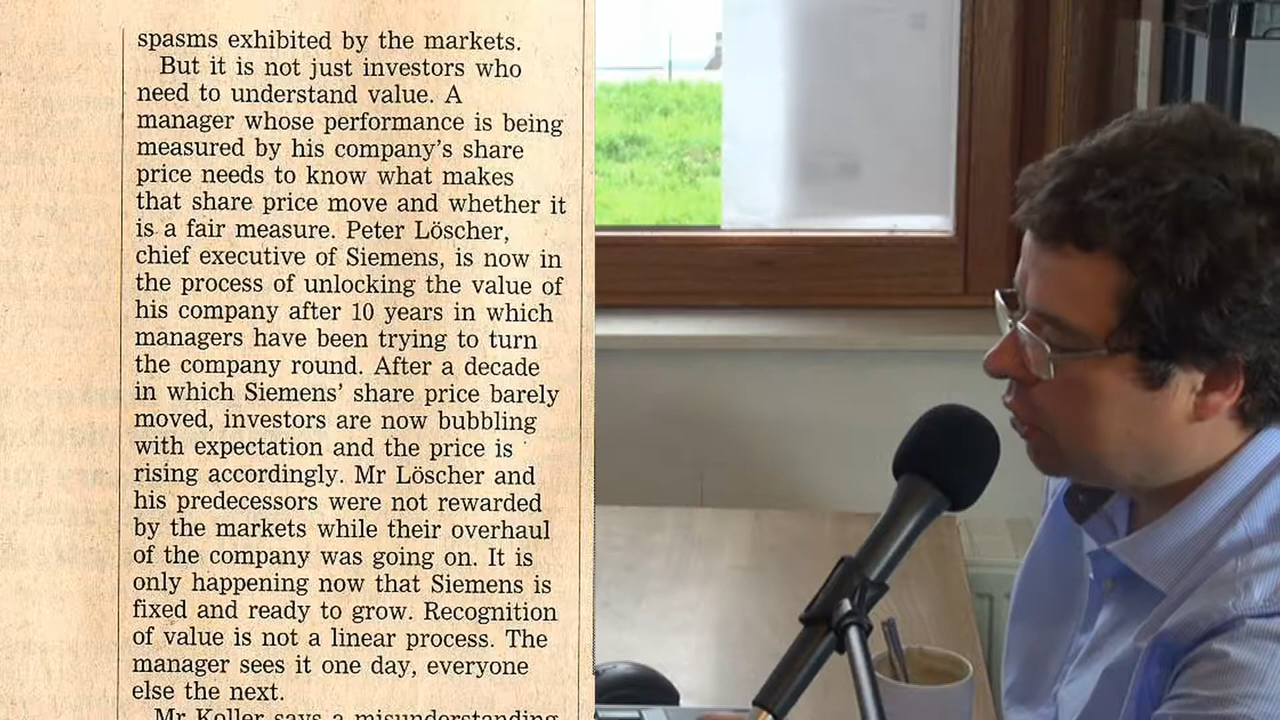 spasms exhibited by the markets.
But it is not just investors who
need to understand value. A
manager whose performance is being
measured by his company's share
price needs to know what makes
that share price move and whether it
is a fair measure. Peter Löscher,
chief executive of Siemens, is now in
the process of unlocking the value of
his company after 10 years in which
managers have been trying to turn
the company round. After a decade
in which Siemens' share price barely
moved, investors are now bubbling
with expectation and the price is
rising accordingly. Mr Löscher and
his predecessors were not rewarded
by the markets while their overhaul
of the company was going on. It is
only happening now that Siemens is
fixed and ready to grow. Recognition
of value is not a linear process. The
manager sees it one day, everyone
else the next.
Mr Koller says a misunderstanding